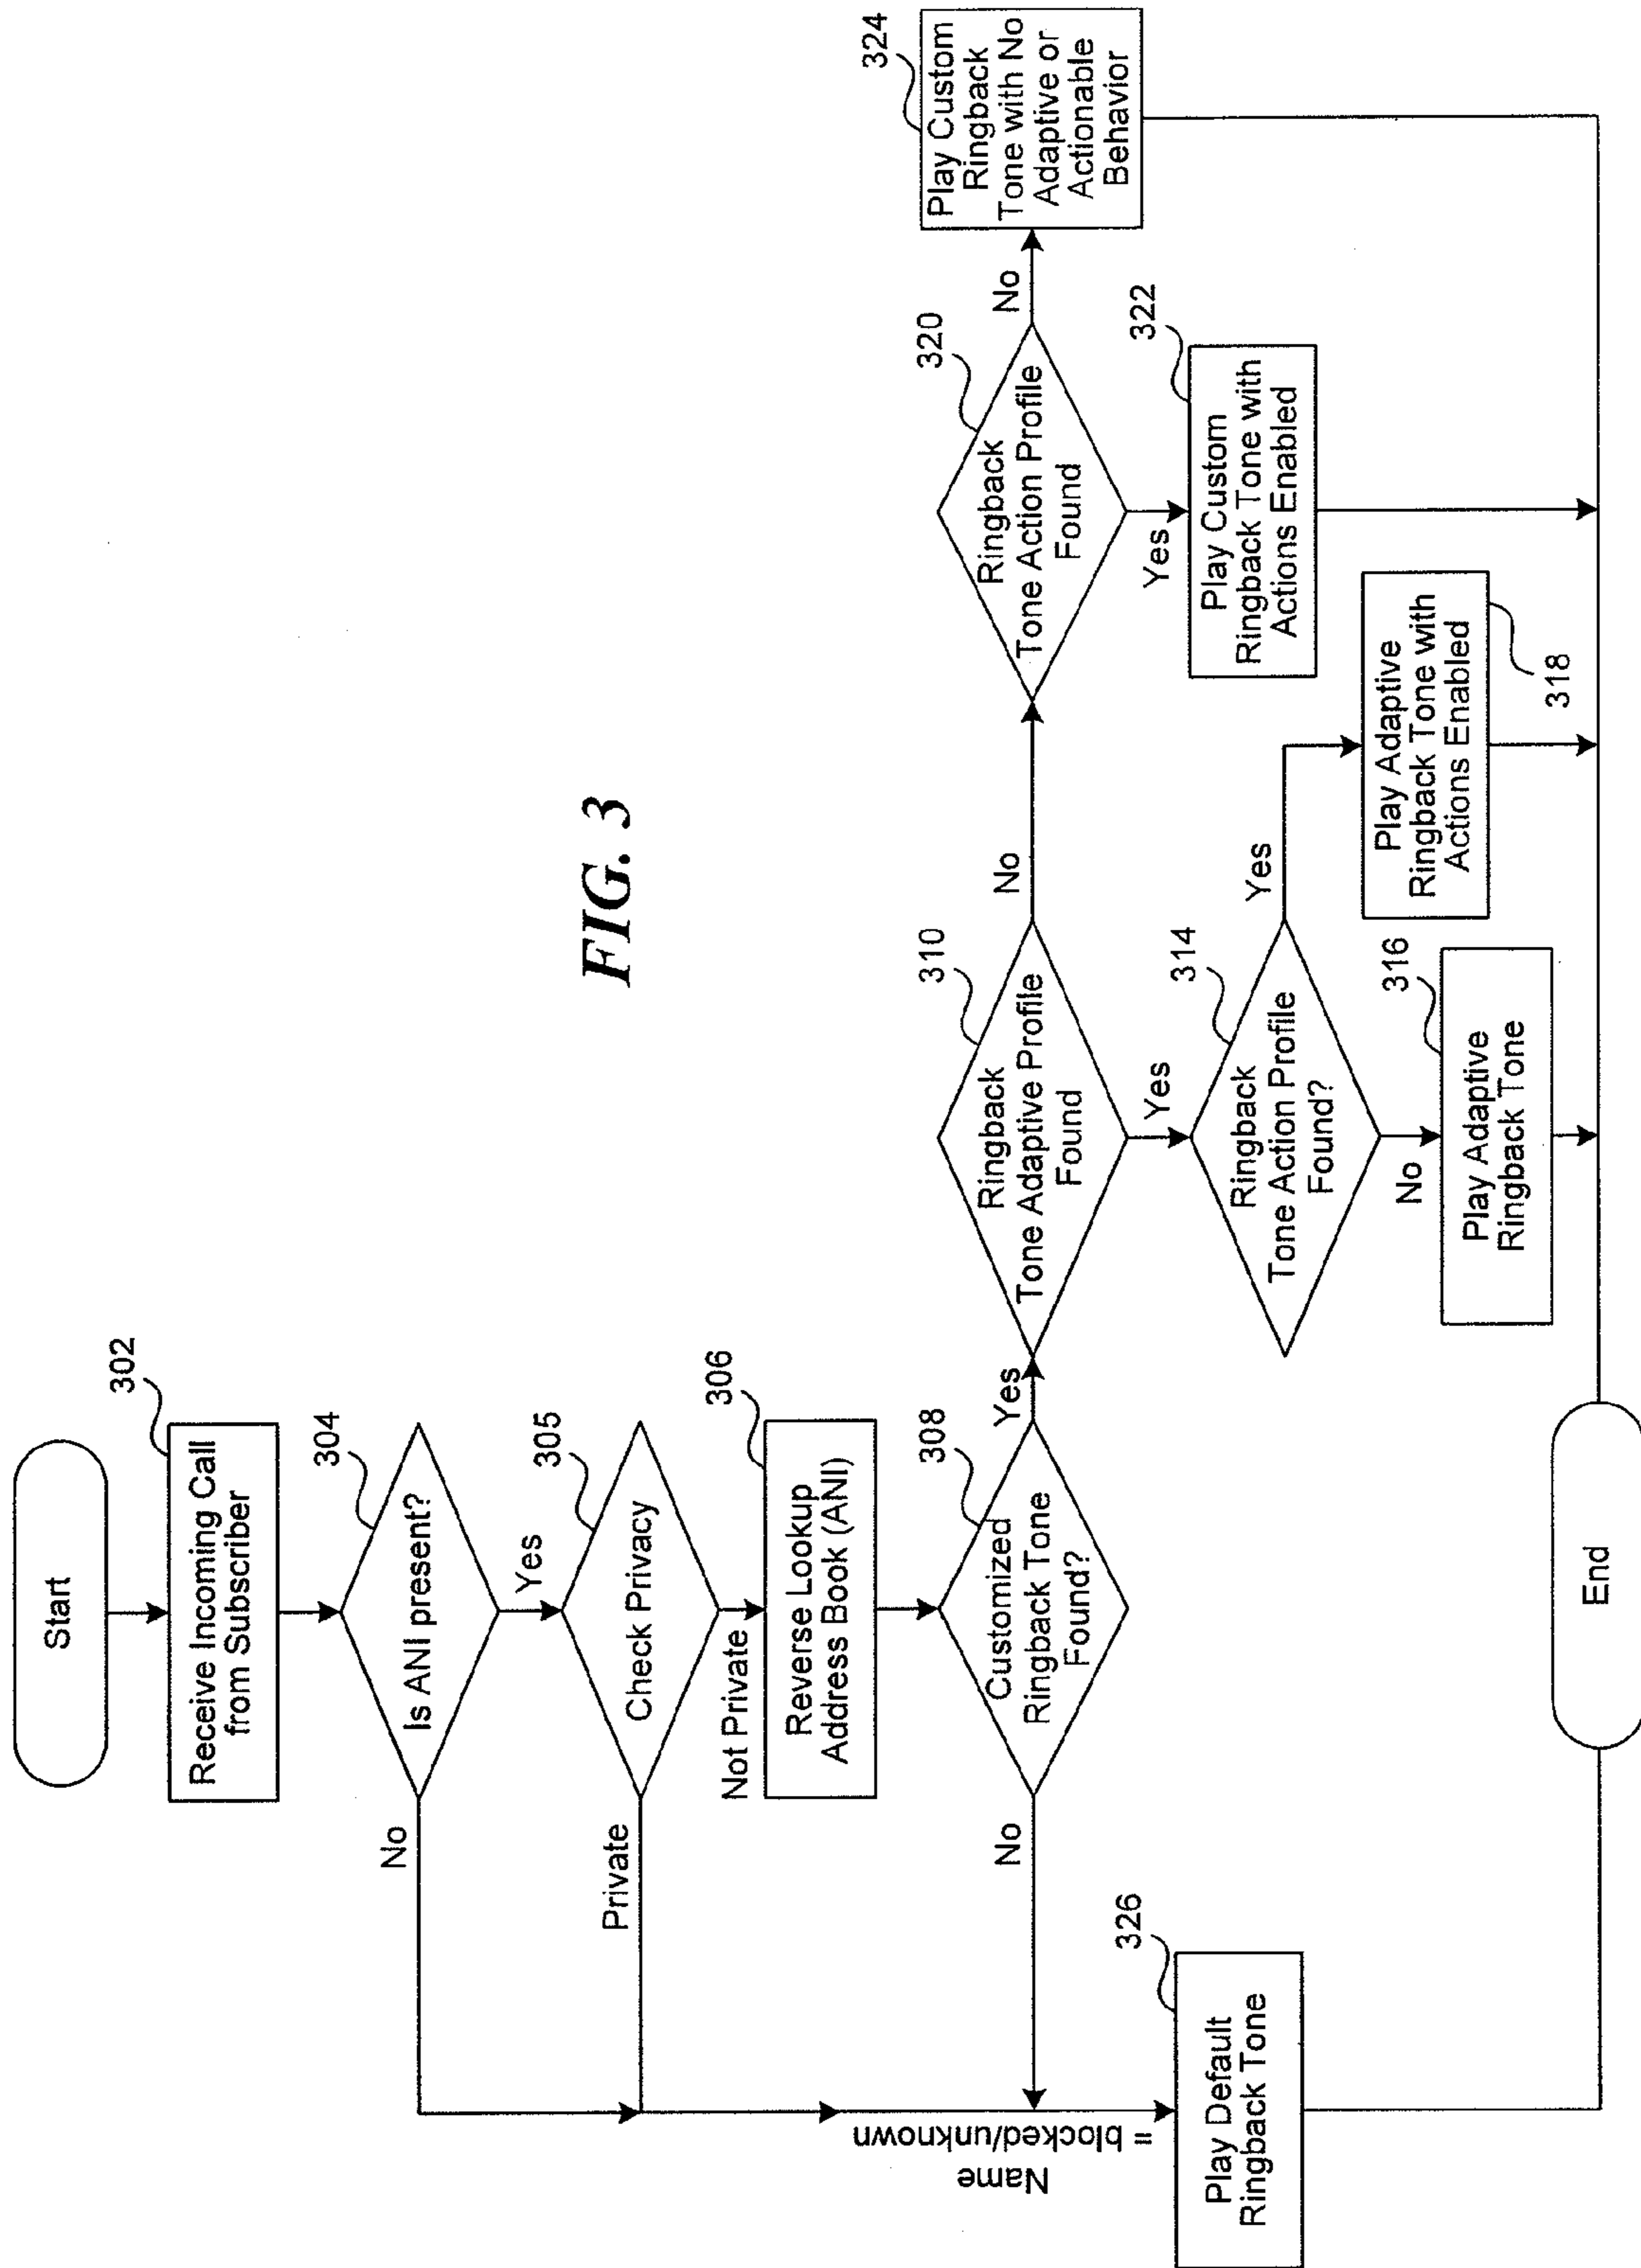 Start
302
Receive Incoming Call
from Subscriber
304
Is ANI present?
No
Yes
305
Check Privacy
Private
Not Private
306
Reverse Lookup
Address Book (ANI)
308
Customized
Ringback Tone
Found?
No
Yes
Name
= blocked/unknown
326
Play Default
Ringback Tone
310
Ringback
Tone Adaptive Profile
Found
No
Yes
314
Ringback
Tone Action Profile
Found?
No
Yes
316
Play Adaptive
Ringback Tone
Play Adaptive
Ringback Tone with
Actions Enabled
318
320
Ringback
Tone Action Profile
Found
No
Yes
322
Play Custom
Ringback Tone with
Actions Enabled
324
Play Custom
Ringback
Tone with No
Adaptive or
Actionable
Behavior
End
FIG. 3